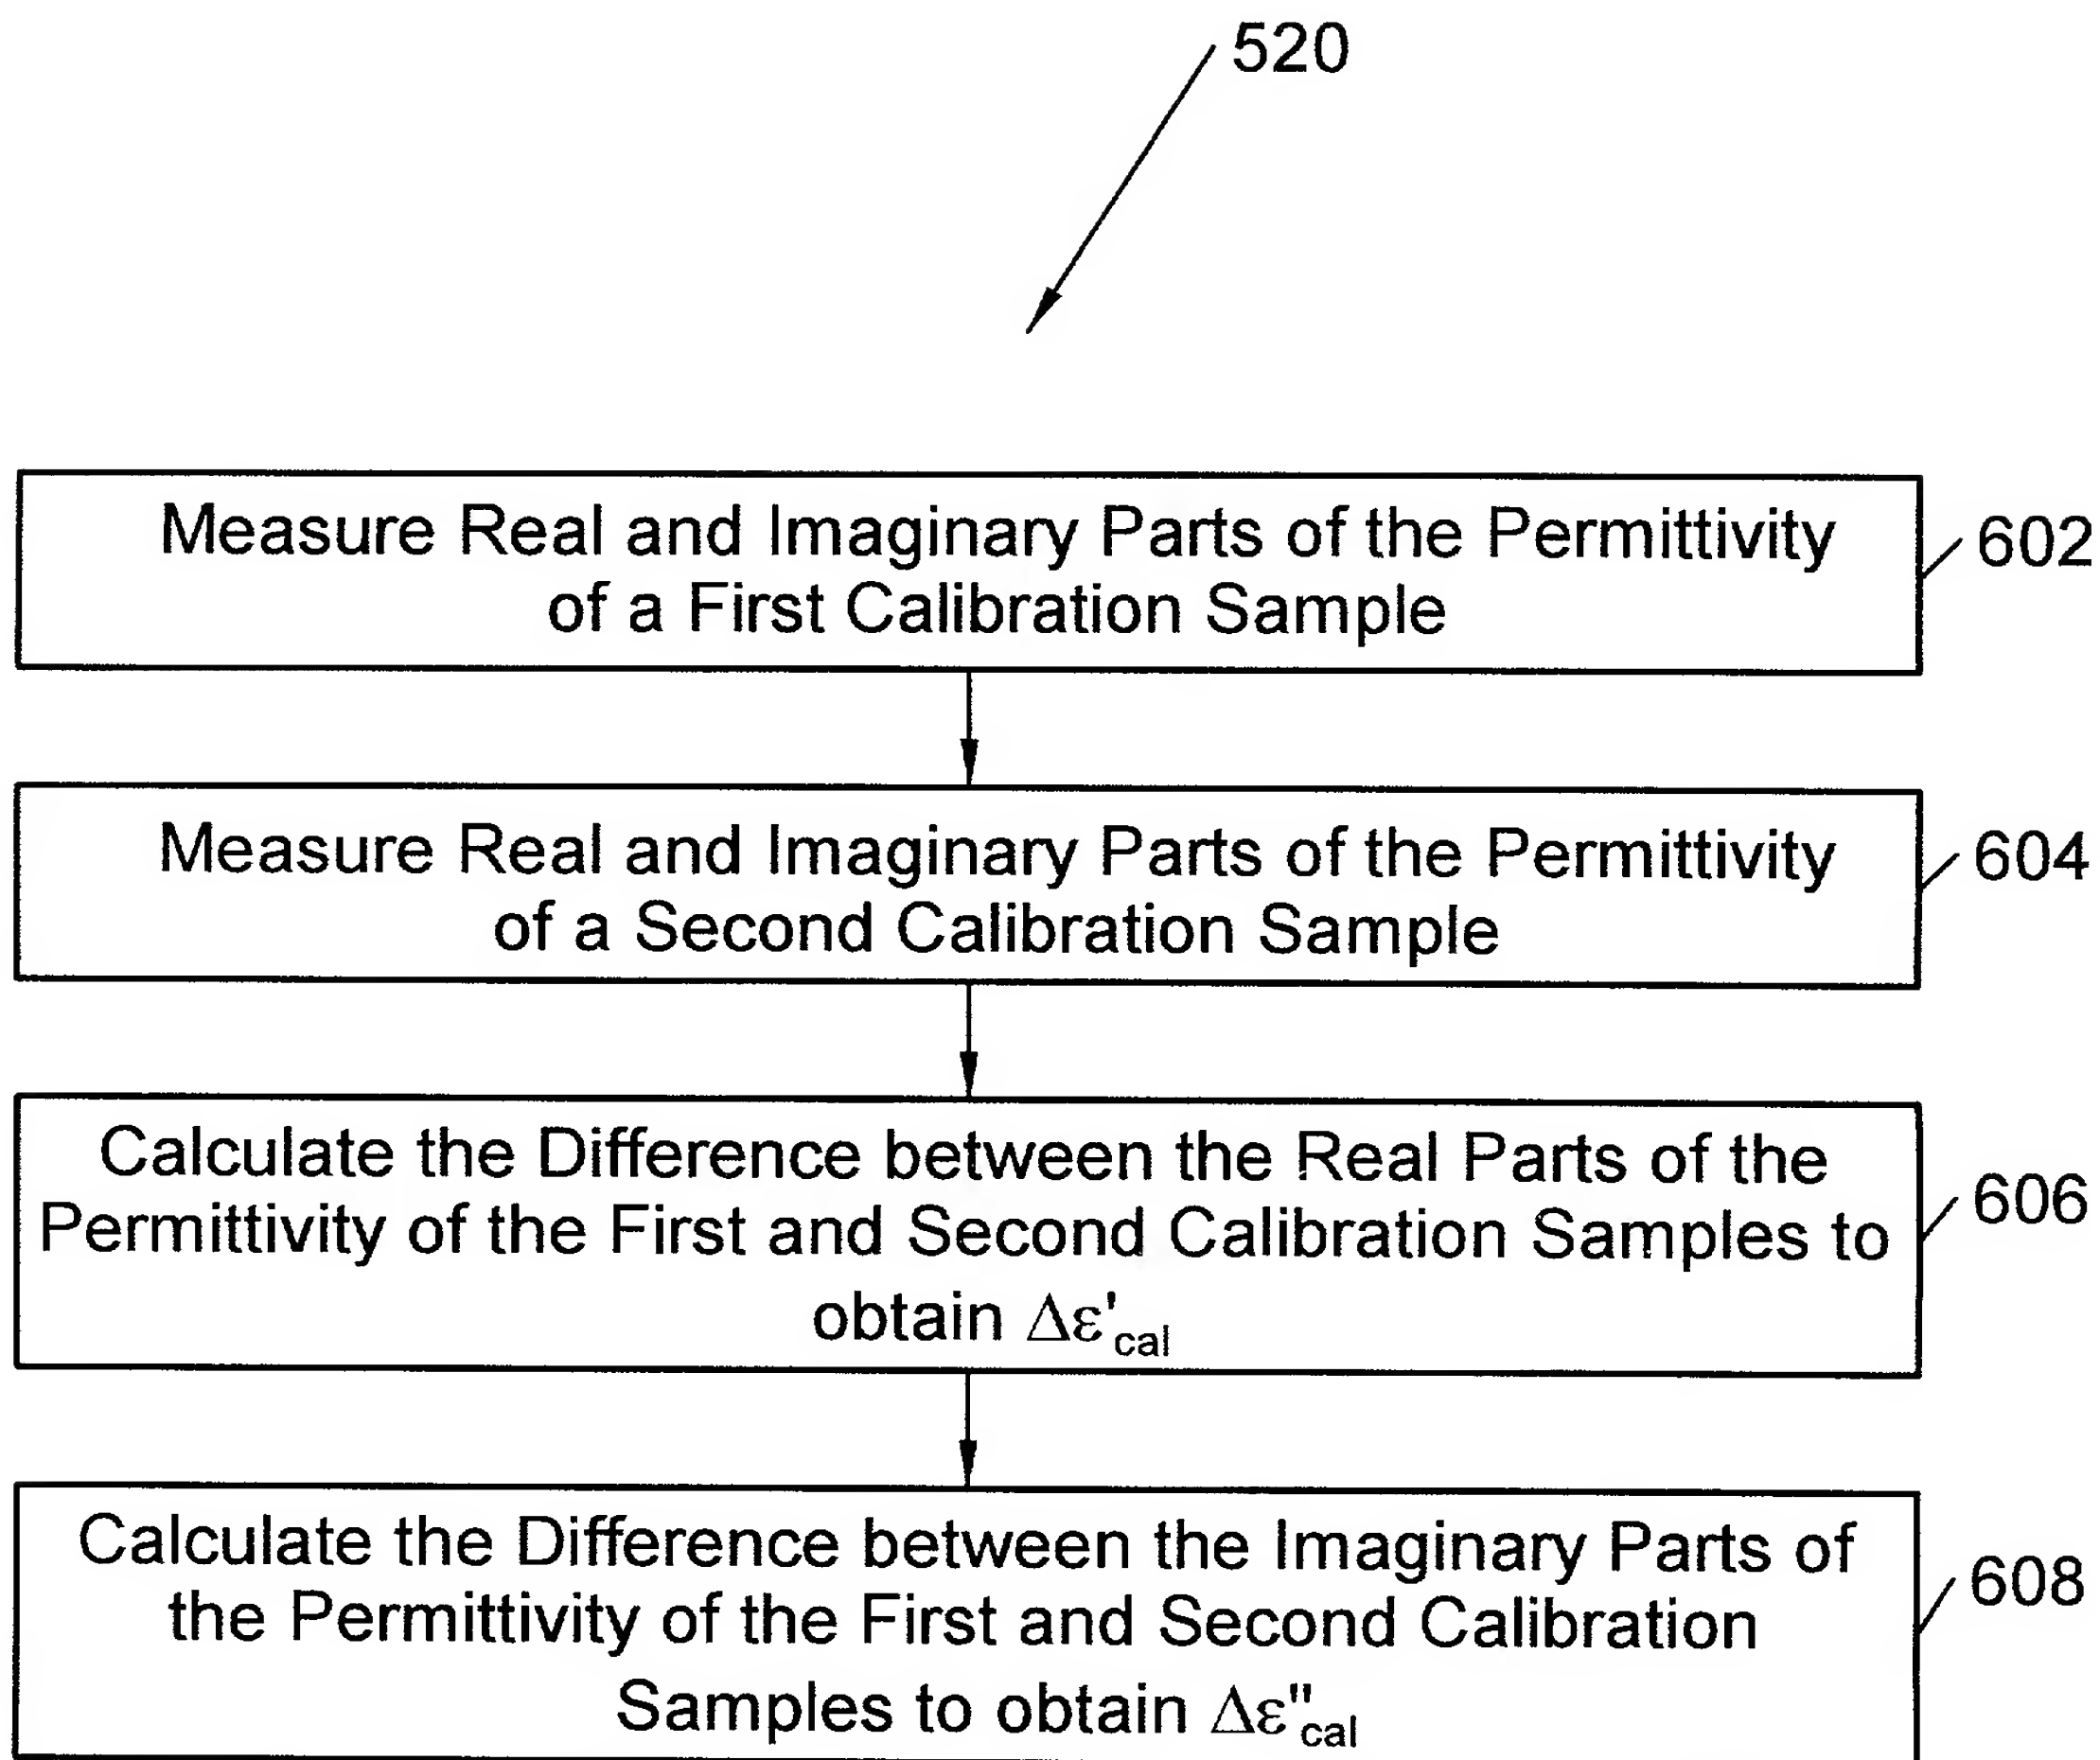 520
Measure Real and Imaginary Parts of the Permittivity
of a First Calibration Sample
602
Measure Real and Imaginary Parts of the Permittivity
of a Second Calibration Sample
604
Calculate the Difference between the Real Parts of the
Permittivity of the First and Second Calibration Samples to
obtain Δε'cal
606
Calculate the Difference between the Imaginary Parts of
the Permittivity of the First and Second Calibration
Samples to obtain Δε"cal
608